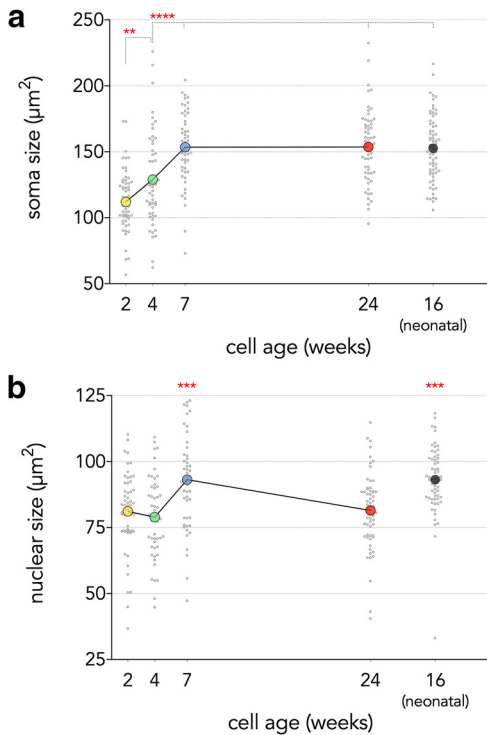 a
**
****
250
200
150
100
50
soma size (µm²)
2 4 7 24 16
(neonatal)
cell age (weeks)
b
*** ***
125
100
75
50
25
nuclear size (µm²)
2 4 7 24 16
(neonatal)
cell age (weeks)